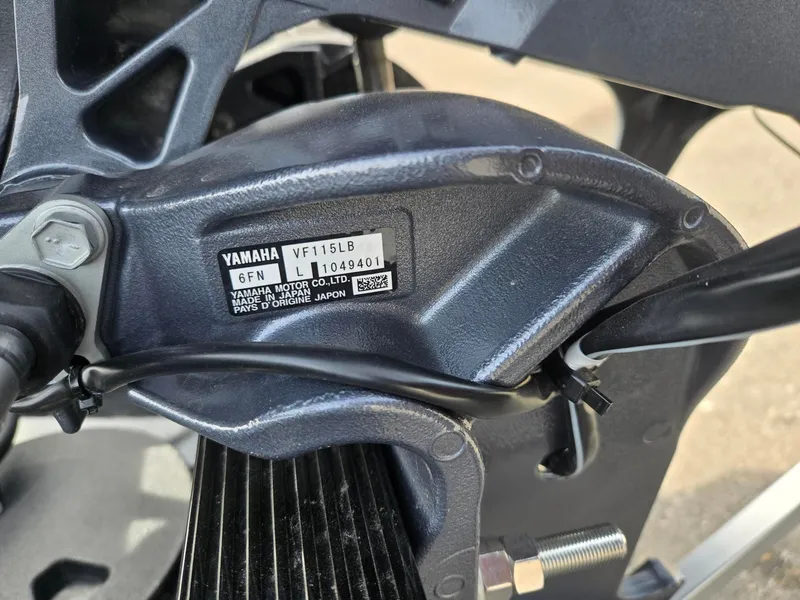 YAMAHA VF115LB
6FN L 1049401
YAMAHA MOTOR CO.,LTD.
MADE IN JAPAN
PAYS D'ORIGINE JAPON